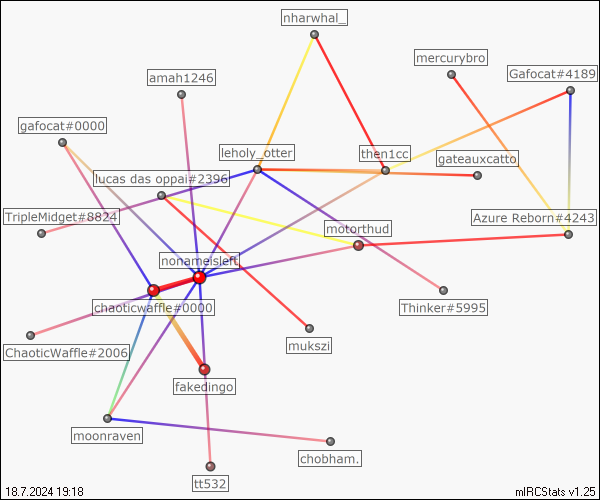 nharwhal_
mercurybro
Gafocat#4189
amah1246
gafocat#0000
leholy_otter
then1cc
gateauxcatto
lucas das oppai#2396
TripleMidget#8824
Azure Reborn#4243
motorthud
nonameisleft
chaoticwaffle#0000
Thinker#5995
mukszi
ChaoticWaffle#2006
fakedingo
moonraven
chobham.
tt532
18.7.2024 19:18
mIRCStats v1.25